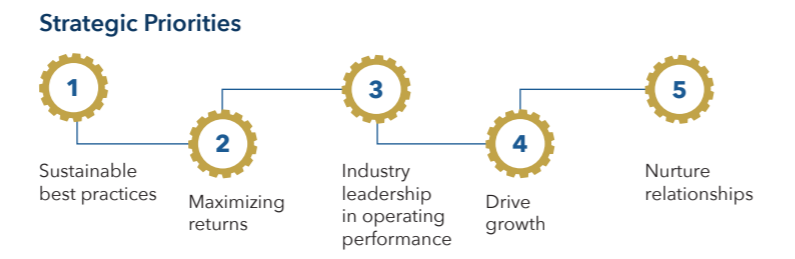 Strategic Priorities
1
Sustainable
best practices
2
Maximizing
returns
3
Industry
leadership
in operating
performance
4
Drive
growth
5
Nurture
relationships